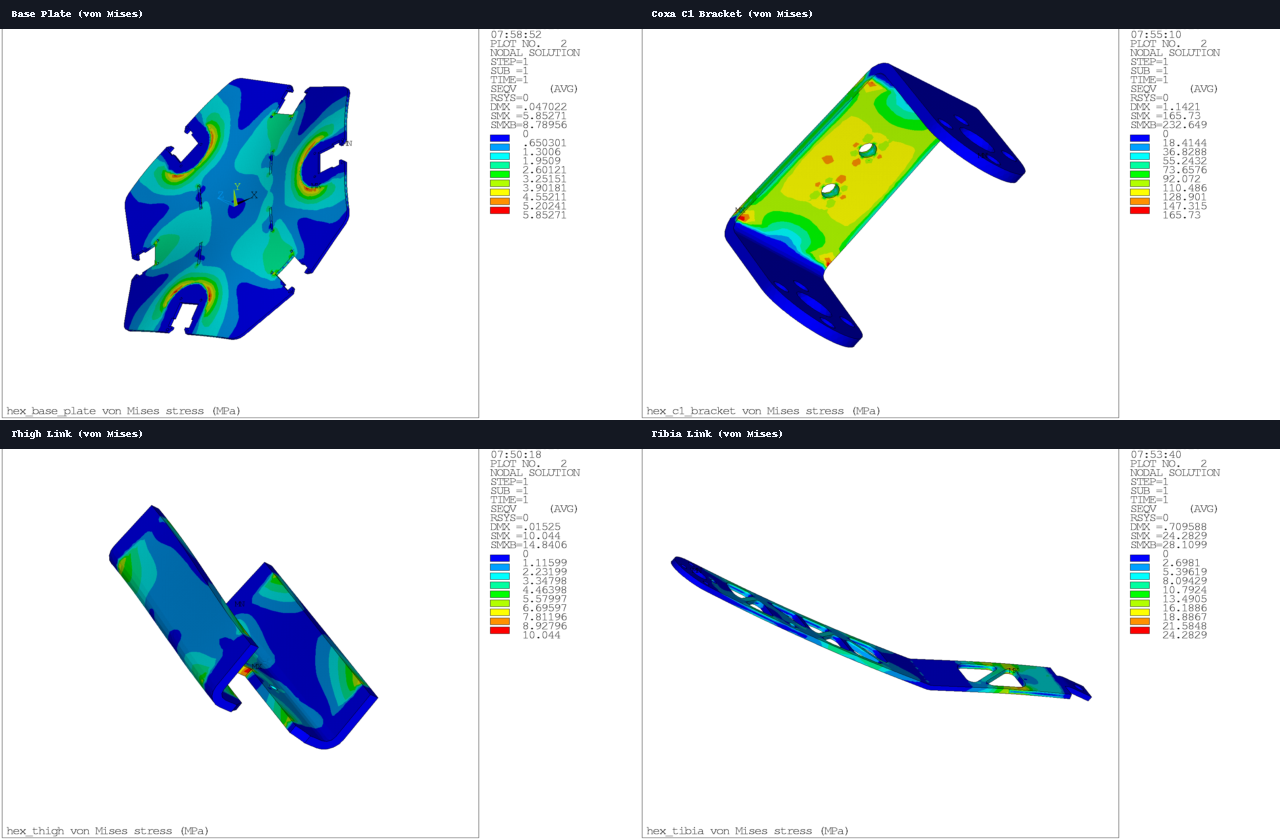 Base Plate (von Mises)
07:58:52
PLOT NO.   2
NODAL SOLUTION
STEP=1
SUB =1
TIME=1
SEQV     (AVG)
RSYS=0
DMX =.047022
SMX =5.85271
SMXB=8.78956
0
.650301
1.3006
1.9509
2.60121
3.25151
3.90181
4.55211
5.20241
5.85271
Y
Z
X
hex_base_plate von Mises stress (MPa)
Coxa C1 Bracket (von Mises)
07:55:10
PLOT NO.   2
NODAL SOLUTION
STEP=1
SUB =1
TIME=1
SEQV     (AVG)
RSYS=0
DMX =1.1421
SMX =165.73
SMXB=232.649
0
18.4144
36.8288
55.2432
73.6576
92.072
110.486
128.901
147.315
165.73
hex_c1_bracket von Mises stress (MPa)
Thigh Link (von Mises)
07:50:18
PLOT NO.   2
NODAL SOLUTION
STEP=1
SUB =1
TIME=1
SEQV     (AVG)
RSYS=0
DMX =.01525
SMX =10.044
SMXB=14.8406
0
1.11599
2.23199
3.34798
4.46398
5.57997
6.69597
7.81196
8.92796
10.044
hex_thigh von Mises stress (MPa)
Tibia Link (von Mises)
07:53:40
PLOT NO.   2
NODAL SOLUTION
STEP=1
SUB =1
TIME=1
SEQV     (AVG)
RSYS=0
DMX =.709588
SMX =24.2829
SMXB=28.1099
0
2.6981
5.39619
8.09429
10.7924
13.4905
16.1886
18.8867
21.5848
24.2829
hex_tibia von Mises stress (MPa)